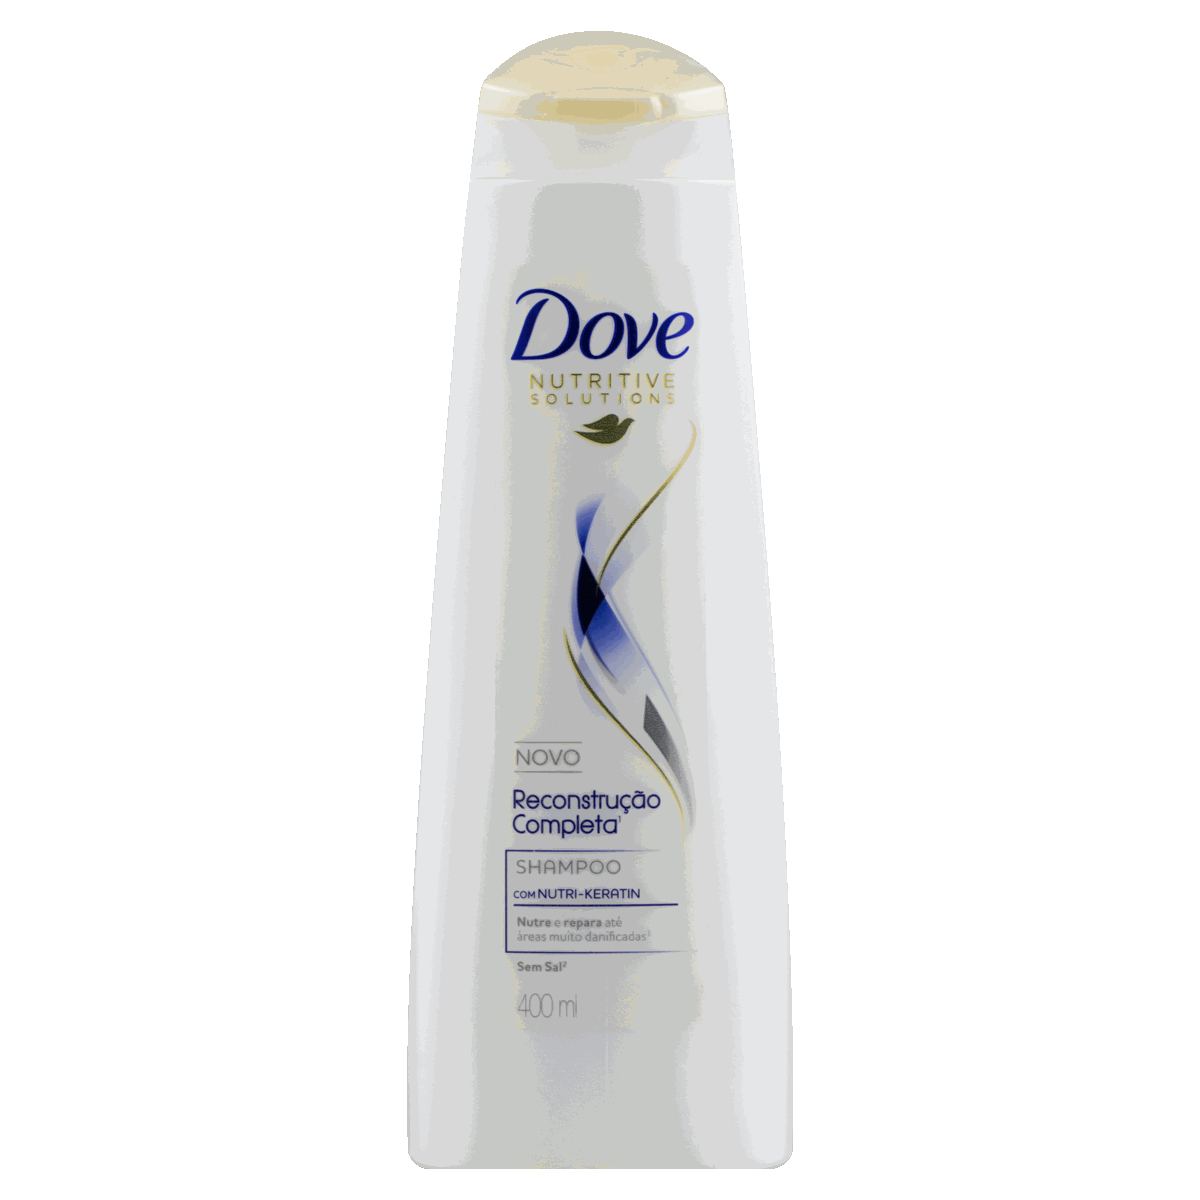 Dove
NUTRITIVE
SOLUTIONS
NOVO
Reconstrução
Completa¹
SHAMPOO
COM NUTRI-KERATIN
Nutre e repara até
áreas muito danificadas¹
Sem Sal²
400 ml